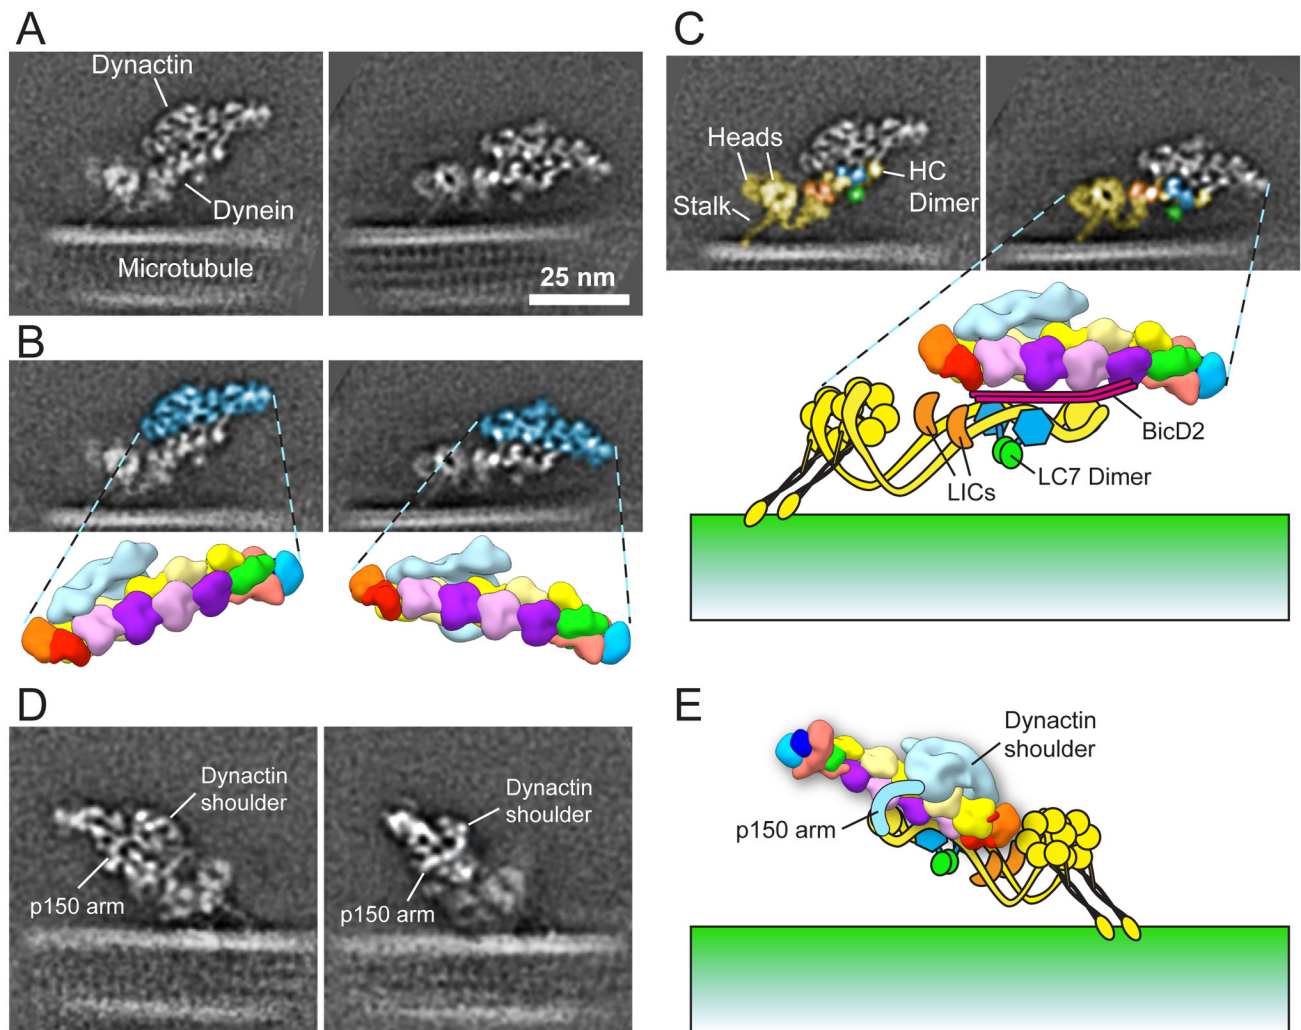 A
Dynactin
Dynein
Microtubule
25 nm
B
C
Heads
Stalk
HC
Dimer
BicD2
LC7 Dimer
LICs
D
Dynactin
shoulder
p150 arm
Dynactin
shoulder
p150 arm
E
Dynactin
shoulder
p150 arm